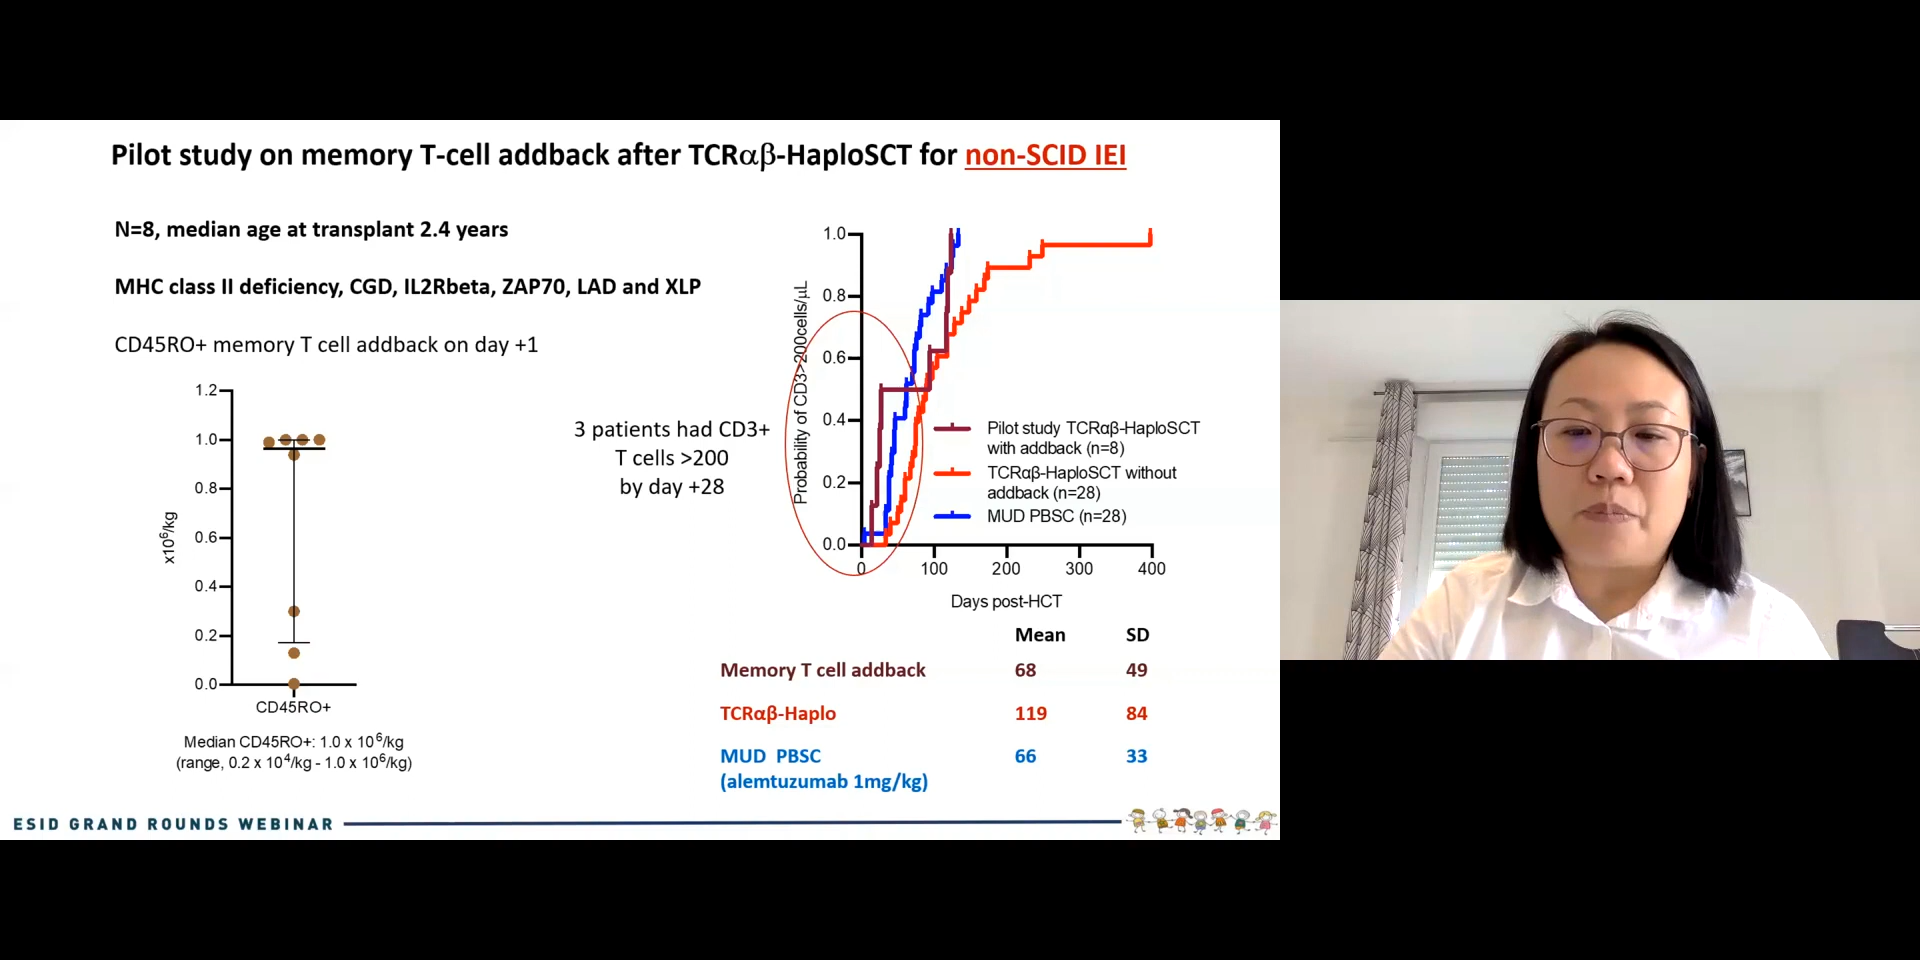 Pilot study on memory T-cell addback after TCRαβ-HaploSCT for non-SCID IEI
N=8, median age at transplant 2.4 years
MHC class II deficiency, CGD, IL2Rbeta, ZAP70, LAD and XLP
CD45RO+ memory T cell addback on day +1
1.2
1.0
0.8
0.6
0.4
0.2
0.0
x10⁶/kg
CD45RO+
Median CD45RO+: 1.0 x 10⁶/kg
(range, 0.2 x 10⁴/kg - 1.0 x 10⁶/kg)
3 patients had CD3+
T cells >200
by day +28
Probability of CD3>200cells/µL
1.0
0.8
0.6
0.4
0.2
0.0
0 100 200 300 400
Days post-HCT
Pilot study TCRαβ-HaploSCT
with addback (n=8)
TCRαβ-HaploSCT without
addback (n=28)
MUD PBSC (n=28)
Mean SD
Memory T cell addback 68 49
TCRαβ-Haplo 119 84
MUD PBSC 66 33
(alemtuzumab 1mg/kg)
ESID GRAND ROUNDS WEBINAR